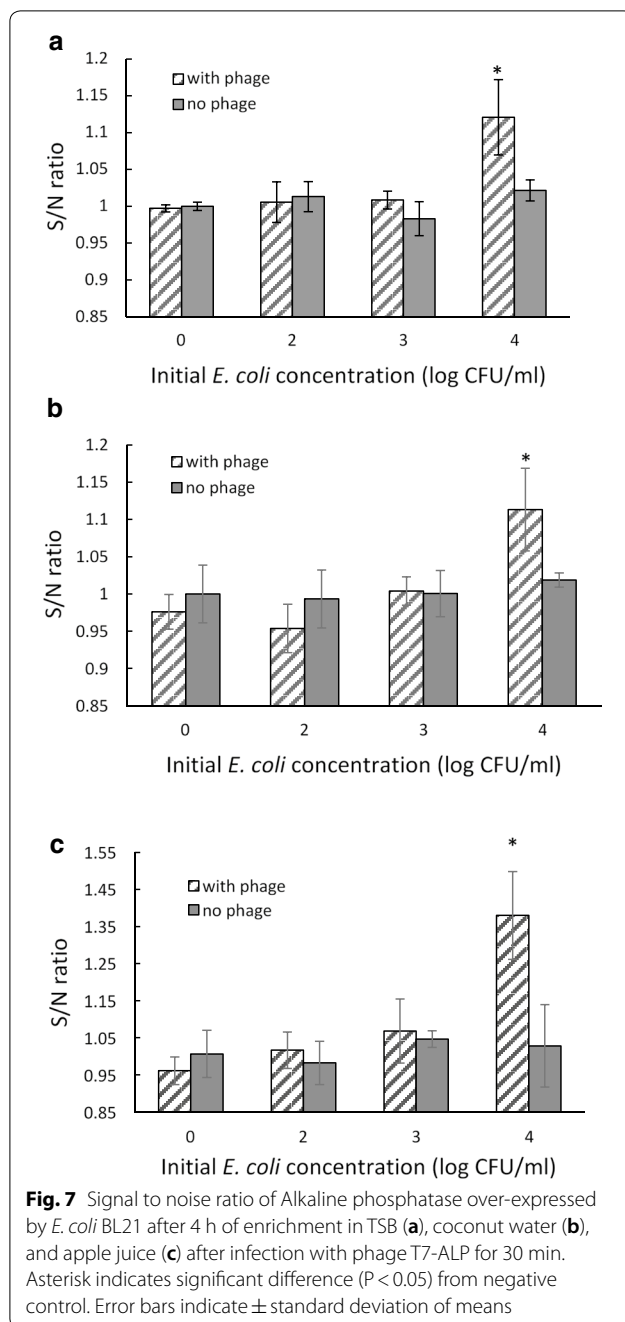 a
1.2
1.15
1.1
1.05
1
0.95
0.9
0.85
S/N ratio
with phage
no phage
*
0 2 3 4
Initial E. coli concentration (log CFU/ml)
b
1.2
1.15
1.1
1.05
1
0.95
0.9
0.85
S/N ratio
with phage
no phage
*
0 2 3 4
Initial E. coli concentration (log CFU/ml)
c
1.55
1.45
1.35
1.25
1.15
1.05
0.95
0.85
S/N ratio
with phage
no phage
*
0 2 3 4
Initial E. coli concentration (log CFU/ml)
Fig. 7 Signal to noise ratio of Alkaline phosphatase over-expressed
by E. coli BL21 after 4 h of enrichment in TSB (a), coconut water (b),
and apple juice (c) after infection with phage T7-ALP for 30 min.
Asterisk indicates significant difference (P < 0.05) from negative
control. Error bars indicate ± standard deviation of means